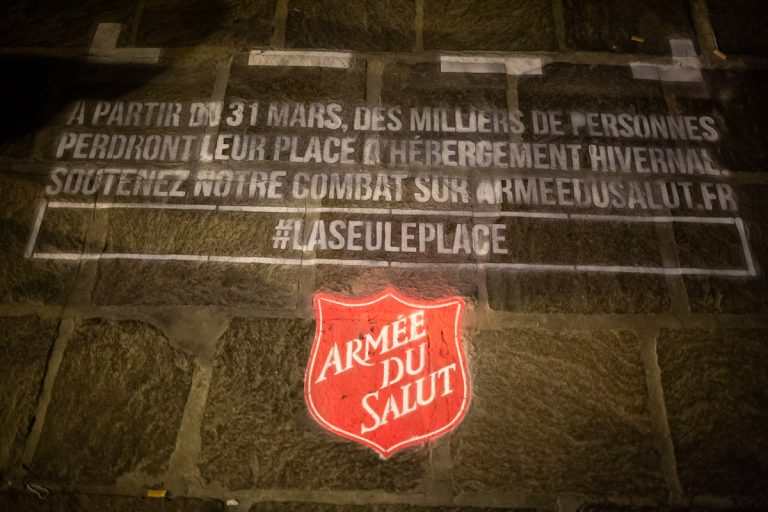 A PARTIR DU 31 MARS, DES MILLIERS DE PERSONNES
PERDRONT LEUR PLACE D'HÉBERGEMENT HIVERNAL.
SOUTENEZ NOTRE COMBAT SUR ARMEEDUSALUT.FR
#LASEULEPLACE
ARMÉE
DU
SALUT